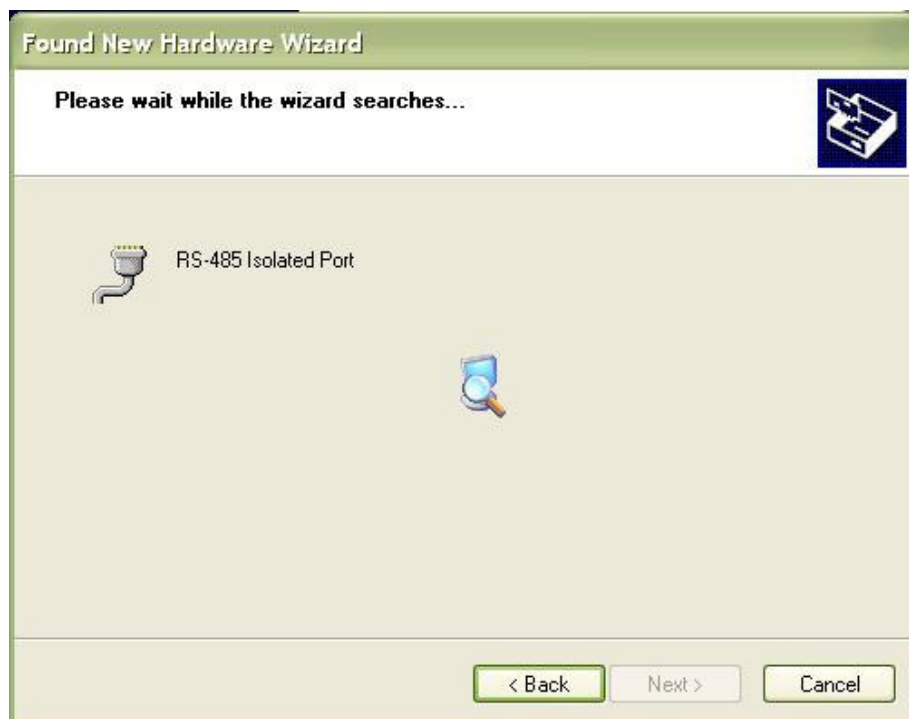 Found New Hardware Wizard
Please wait while the wizard searches...
RS-485 Isolated Port
< Back
Next >
Cancel